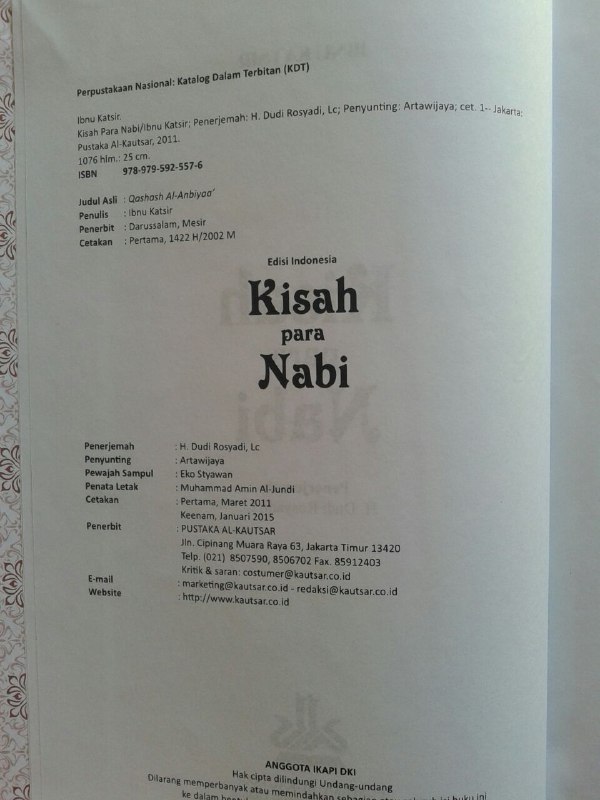 Perpustakaan Nasional: Katalog Dalam Terbitan (KDT)
Ibnu Katsir.
Kisah Para Nabi/Ibnu Katsir; Penerjemah: H. Dudi Rosyadi, Lc; Penyunting: Artawijaya; cet. 1-- Jakarta:
Pustaka Al-Kautsar, 2011.
1076 hlm.: 25 cm.
ISBN 978-979-592-557-6
Judul Asli : Qashash Al-Anbiyaa'
Penulis : Ibnu Katsir
Penerbit : Darussalam, Mesir
Cetakan : Pertama, 1422 H/2002 M
Edisi Indonesia
Kisah
para
Nabi
Penerjemah : H. Dudi Rosyadi, Lc
Penyunting : Artawijaya
Pewajah Sampul : Eko Styawan
Penata Letak : Muhammad Amin Al-Jundi
Cetakan : Pertama, Maret 2011
Keenam, Januari 2015
Penerbit : PUSTAKA AL-KAUTSAR
Jln. Cipinang Muara Raya 63, Jakarta Timur 13420
Telp. (021) 8507590, 8506702 Fax. 85912403
Kritik & saran: costumer@kautsar.co.id
E-mail : marketing@kautsar.co.id - redaksi@kautsar.co.id
Website : http://www.kautsar.co.id
ANGGOTA IKAPI DKI
Hak cipta dilindungi Undang-undang
Dilarang memperbanyak atau memindahkan sebagian isi buku ini
ke dalam